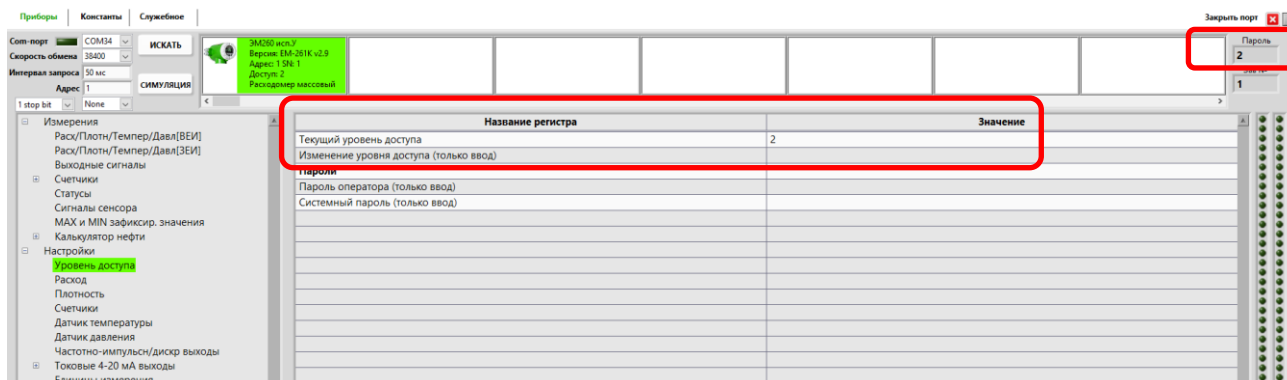 Приборы Константы Служебное Закрыть порт
Com-порт COM34 ИСКАТЬ
Скорость обмена 38400
Интервал запроса 50 мс
Адрес 1 СИМУЛЯЦИЯ
1 stop bit None
ЭМ260 исп.У
Версия: EM-261K v2.9
Адрес: 1 SN: 1
Доступ: 2
Расходомер массовый
Пароль
2
1
Измерения
Расх/Плотн/Темпер/Давл[ВЕИ]
Расх/Плотн/Темпер/Давл[ЗЕИ]
Выходные сигналы
Счетчики
Статусы
Сигналы сенсора
MAX и MIN зафиксир. значения
Калькулятор нефти
Настройки
Уровень доступа
Расход
Плотность
Счетчики
Датчик температуры
Датчик давления
Частотно-импульсн/дискр выходы
Токовые 4-20 мА выходы
Единицы измерения
Название регистра Значение
Текущий уровень доступа 2
Изменение уровня доступа (только ввод)
Пароли
Пароль оператора (только ввод)
Системный пароль (только ввод)